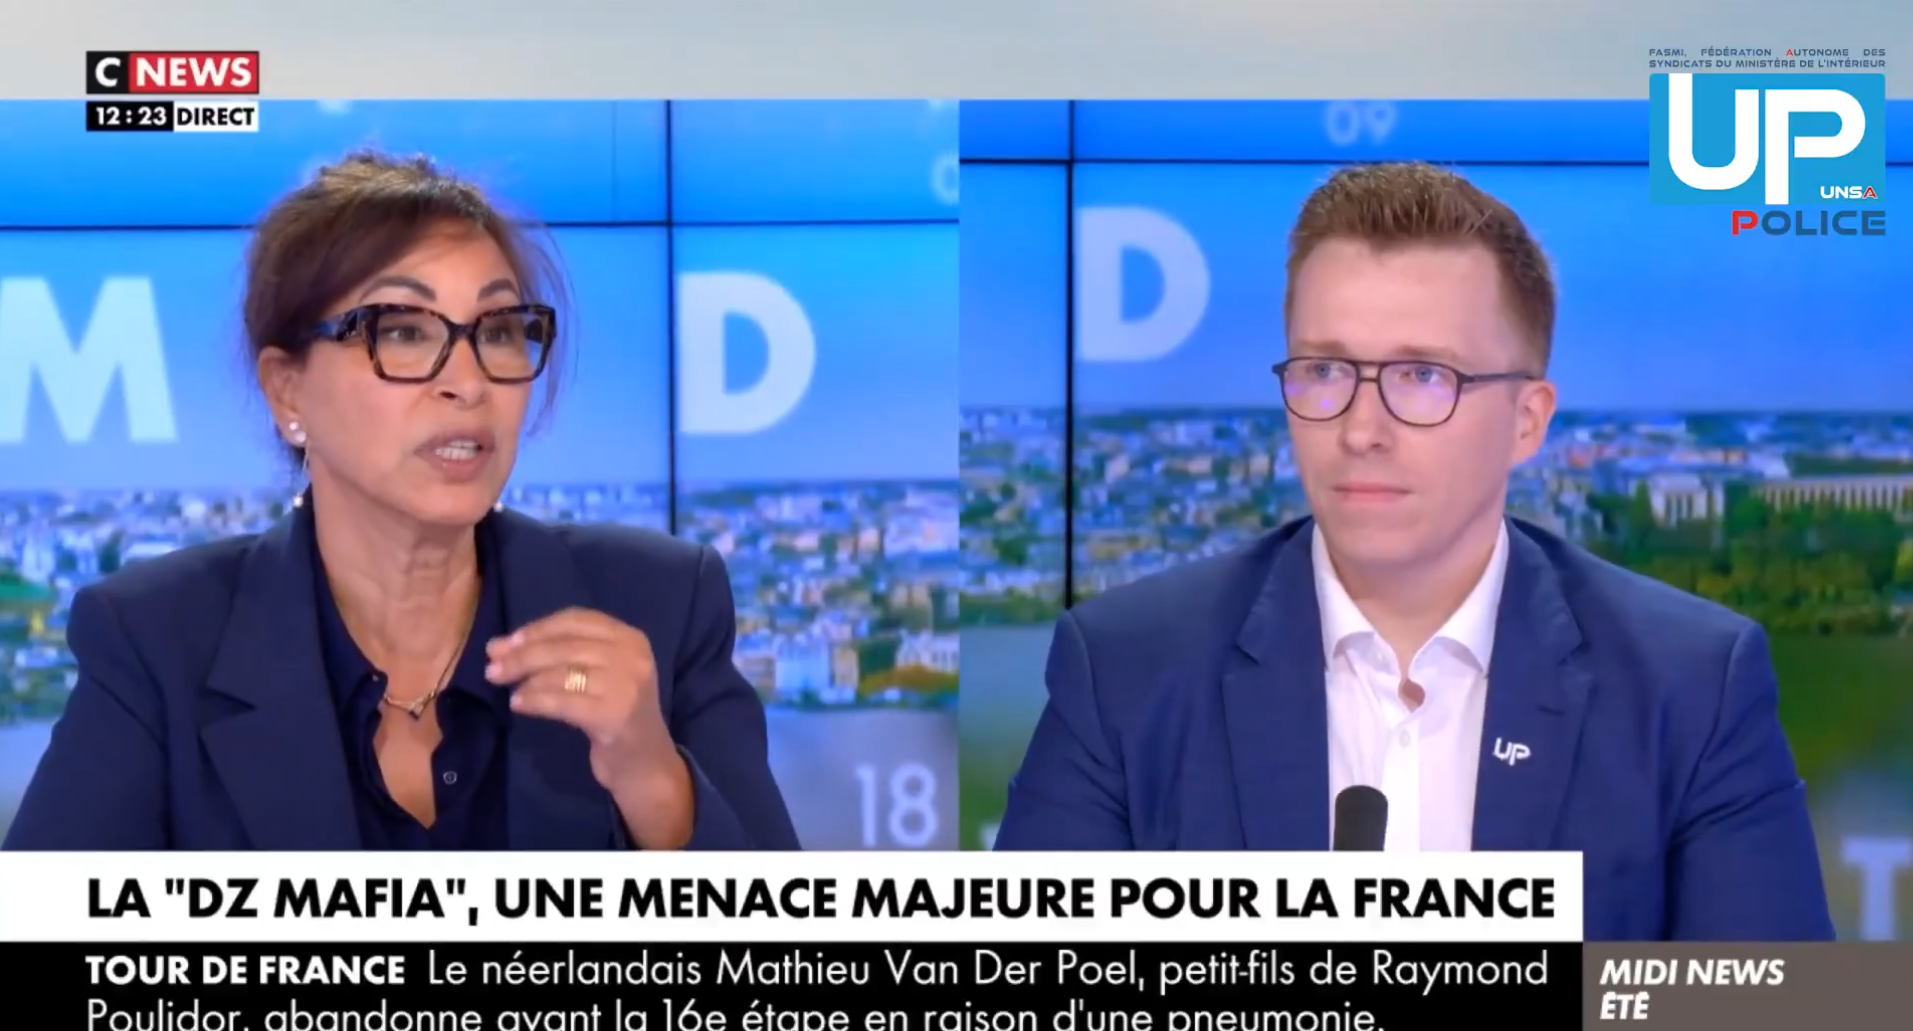 C NEWS
12:23 DIRECT
FASMI, FÉDÉRATION AUTONOME DES
SYNDICATS DU MINISTÈRE DE L'INTÉRIEUR
UP
UNSA
POLICE
09
M
D
D
18
UP
T
LA "DZ MAFIA", UNE MENACE MAJEURE POUR LA FRANCE
TOUR DE FRANCE Le néerlandais Mathieu Van Der Poel, petit-fils de Raymond
Poulidor, abandonne avant la 16e étape en raison d'une pneumonie.
MIDI NEWS
ÉTÉ